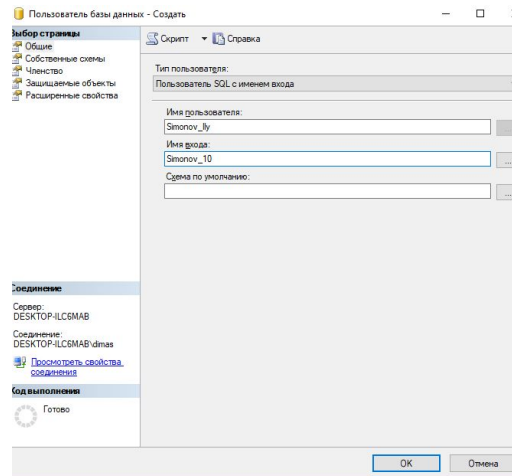 Пользователь базы данных - Создать
Выбор страницы
Общие
Собственные схемы
Членство
Защищаемые объекты
Расширенные свойства
Скрипт
Справка
Тип пользователя:
Пользователь SQL с именем входа
Имя пользователя:
Simonov_Ily
...
Имя входа:
Simonov_10
...
Схема по умолчанию:
...
Соединение
Сервер:
DESKTOP-ILC6MAB
Соединение:
DESKTOP-ILC6MAB\dimas
Просмотреть свойства
соединения
Ход выполнения
Готово
OK
Отмена